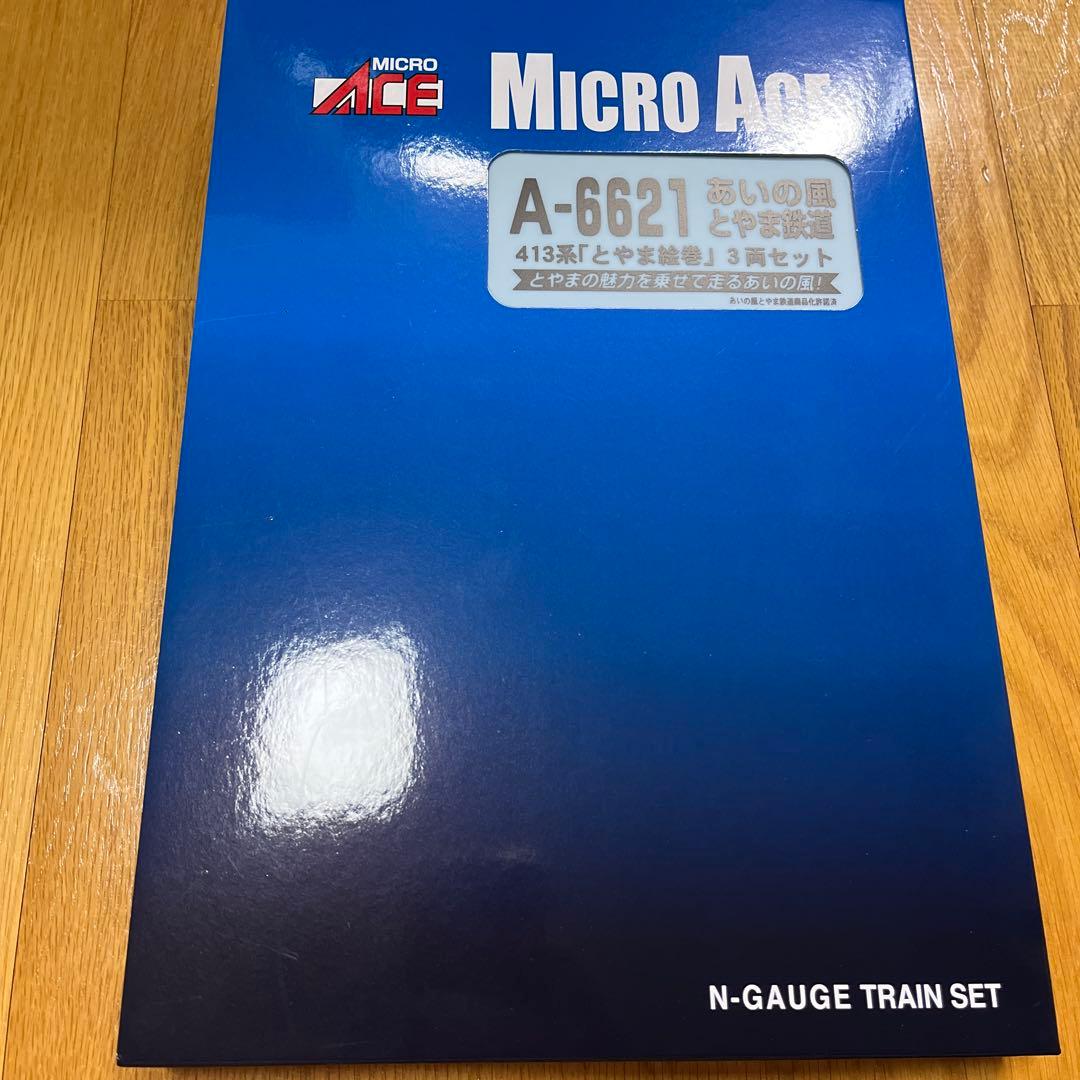 MICRO
ACE
MICRO ACE
A-6621
あいの風
とやま鉄道
413系「とやま絵巻」3両セット
とやまの魅力を乗せて走るあいの風!
あいの風とやま鉄道商品化許諾済
N-GAUGE TRAIN SET